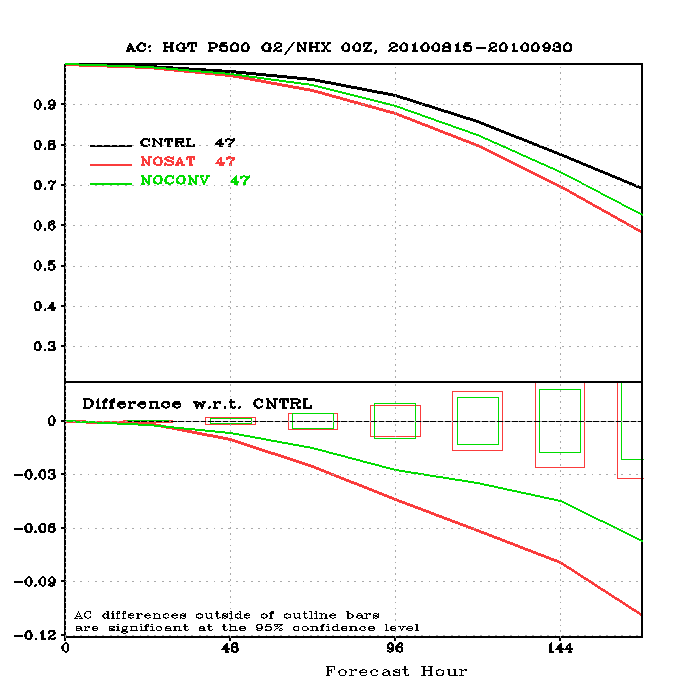 AC: HGT P500 G2/NHX 00Z, 20100815-20100930
0.9
0.8
0.7
0.6
0.5
0.4
0.3
CNTRL 47
NOSAT 47
NOCONV 47
Difference w.r.t. CNTRL
0
-0.03
-0.06
-0.09
-0.12
AC differences outside of outline bars
are significant at the 95% confidence level
0 48 96 144
Forecast Hour